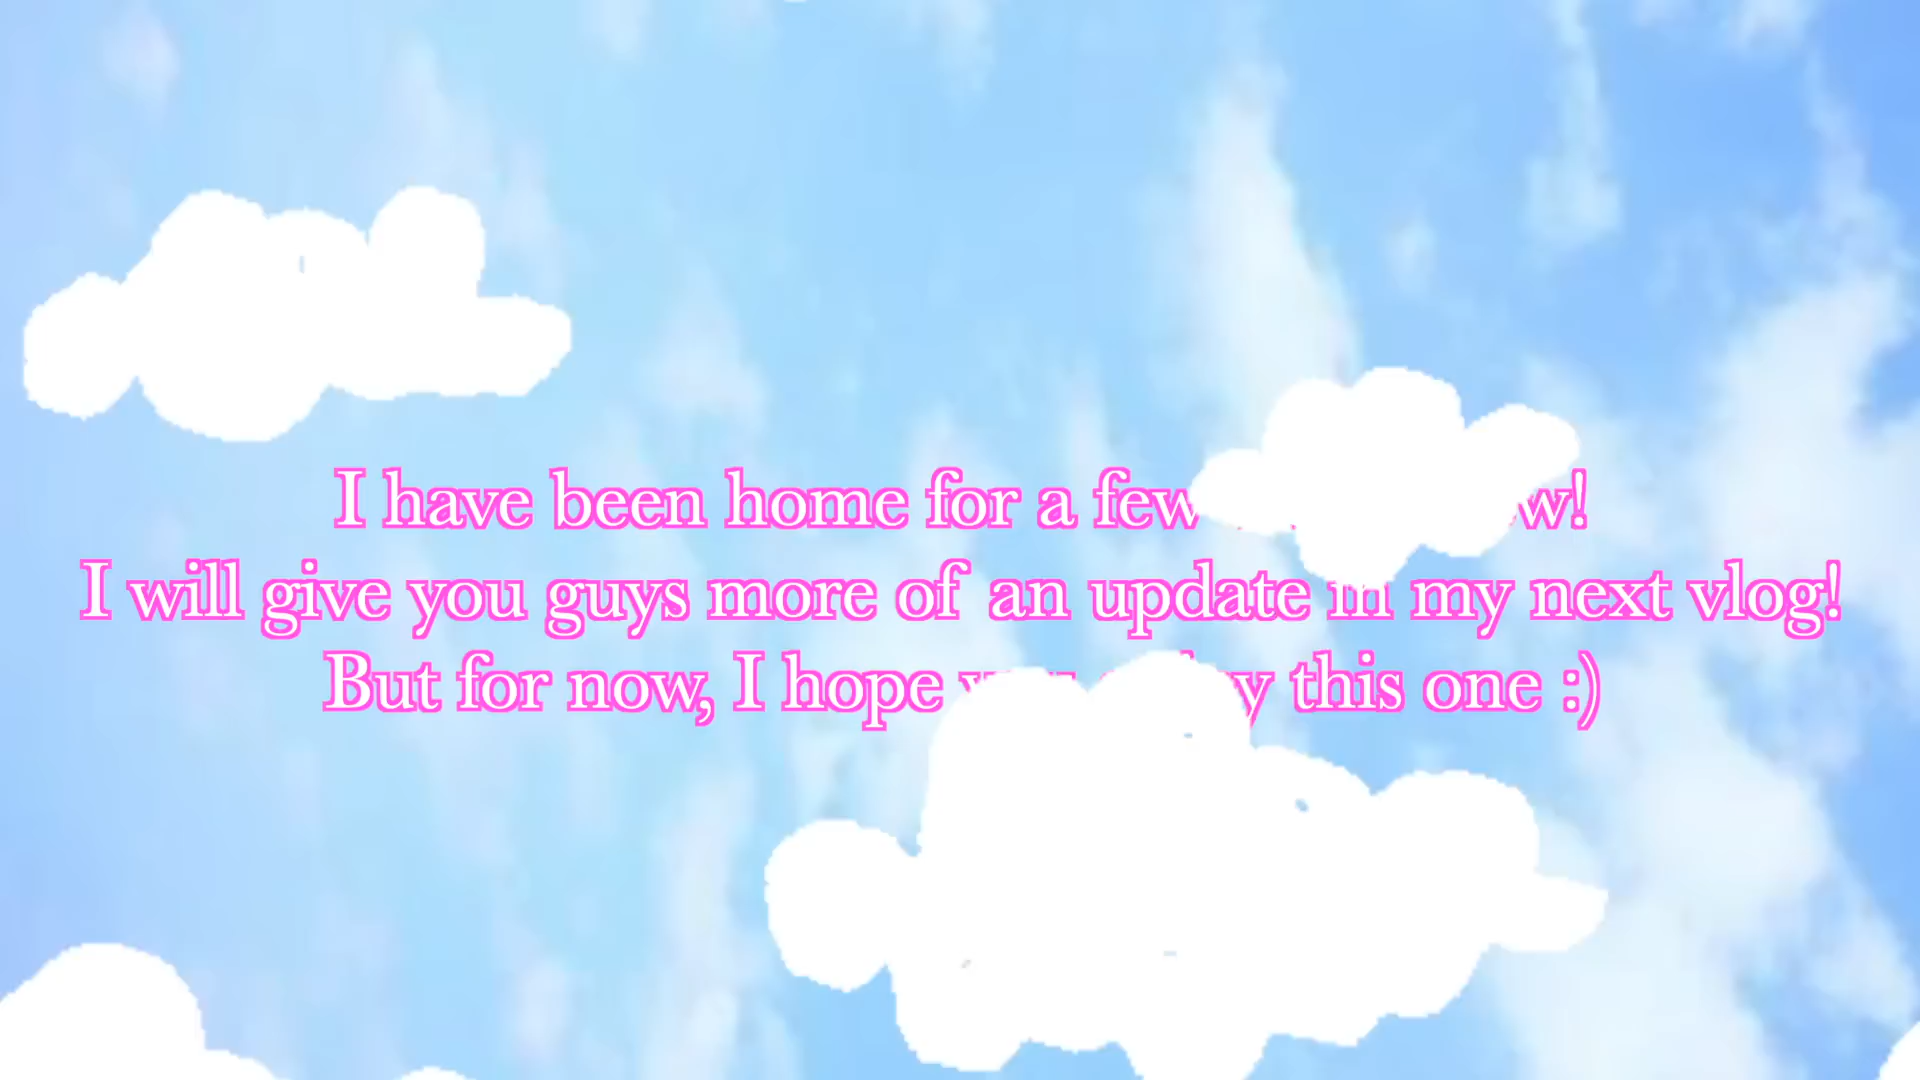 I have been home for a few
I will give you guys more of an update in my next vlog!
But for now, I hope this one :)